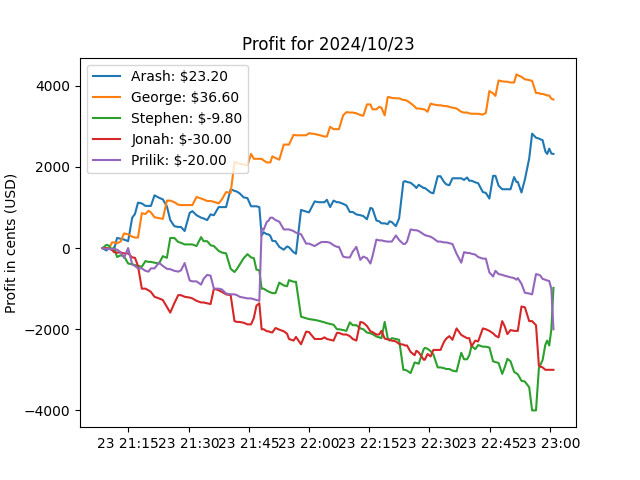 Profit for 2024/10/23
Arash: $23.20
George: $36.60
Stephen: $-9.80
Jonah: $-30.00
Prilik: $-20.00
Profit in cents (USD)
4000
2000
0
−2000
−4000
23 21:15 23 21:30 23 21:45 23 22:00 23 22:15 23 22:30 23 22:45 23 23:00